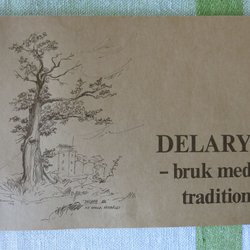 DELARY
– bruk med
tradition